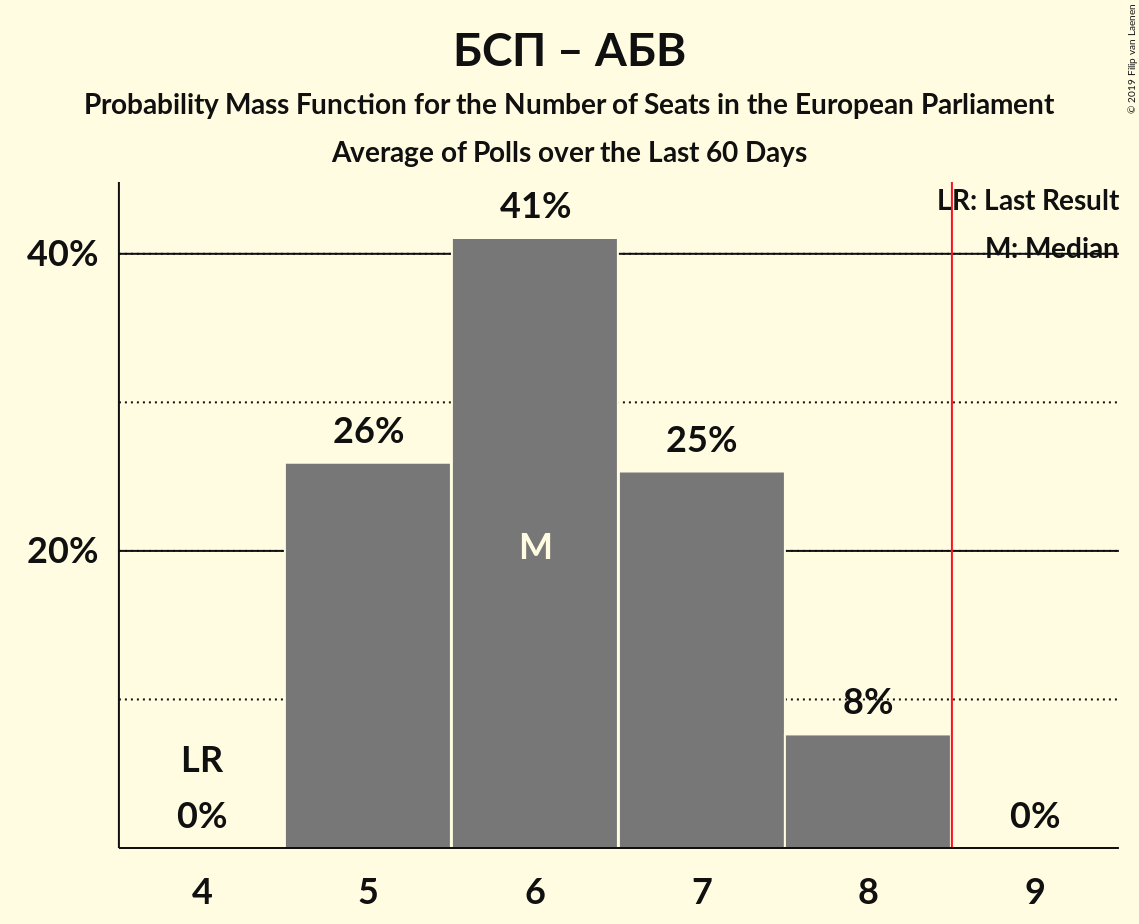 БСП – АБВ
Probability Mass Function for the Number of Seats in the European Parliament
Average of Polls over the Last 60 Days
© 2019 Filip van Laenen
LR: Last Result
M: Median
41%
40%
26%
25%
M
20%
8%
LR
0%
0%
4 5 6 7 8 9